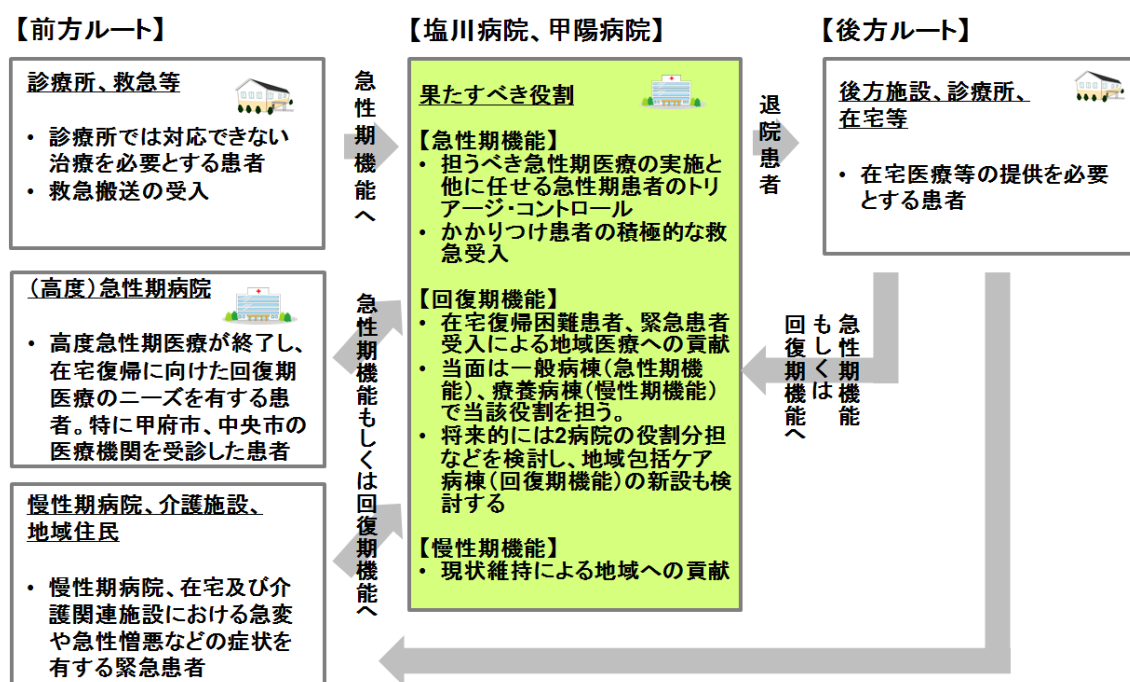 【前方ルート】
診療所、救急等
• 診療所では対応できない
治療を必要とする患者
• 救急搬送の受入
急性期機能へ
(高度)急性期病院
• 高度急性期医療が終了し、
在宅復帰に向けた回復期
医療のニーズを有する患
者。特に甲府市、中央市の
医療機関を受診した患者
慢性期病院、介護施設、
地域住民
• 慢性期病院、在宅及び介
護関連施設における急変
や急性憎悪などの症状を
有する緊急患者
急性期機能もしくは回復期機能へ
【塩川病院、甲陽病院】
果たすべき役割
【急性期機能】
• 担うべき急性期医療の実施と
他に任せる急性期患者のトリ
アージ・コントロール
• かかりつけ患者の積極的な救
急受入
【回復期機能】
• 在宅復帰困難患者、緊急患者
受入による地域医療への貢献
• 当面は一般病棟(急性期機
能)、療養病棟(慢性期機能)
で当該役割を担う。
• 将来的には2病院の役割分担
などを検討し、地域包括ケア
病棟(回復期機能)の新設も検
討する
【慢性期機能】
• 現状維持による地域への貢献
退院患者
【後方ルート】
後方施設、診療所、
在宅等
• 在宅医療等の提供を必要
とする患者
急性期機能
もしくは
回復期機能へ